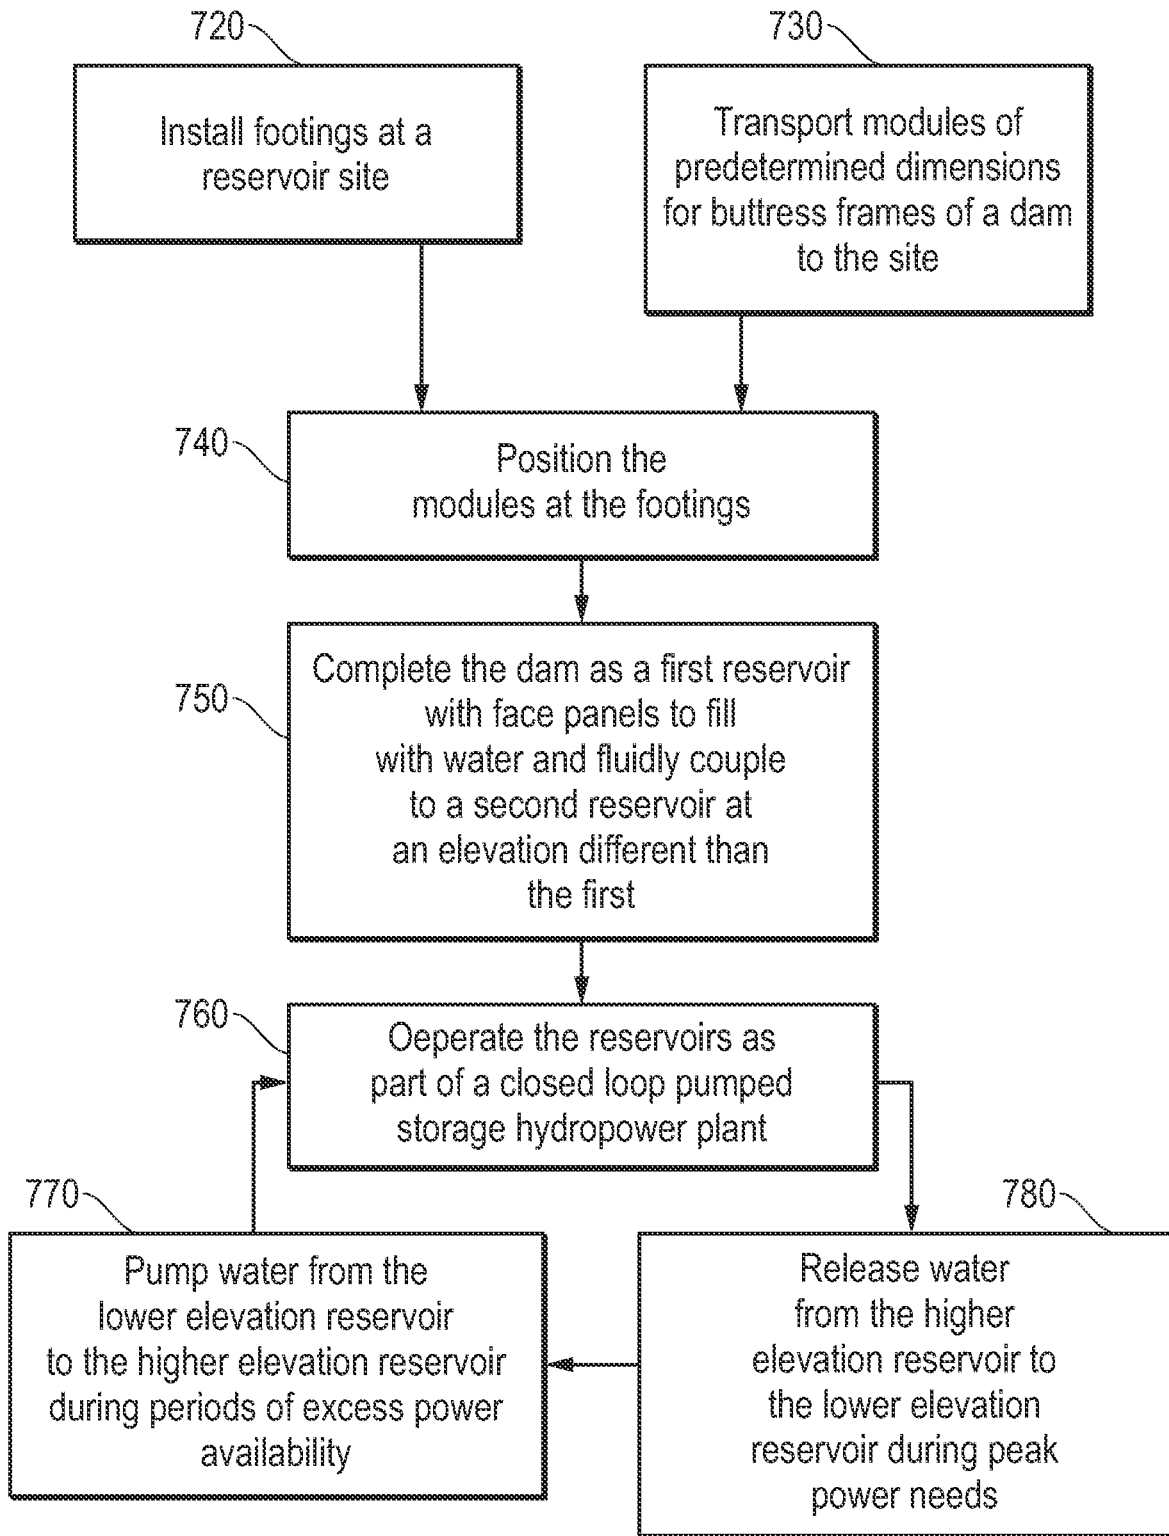 720
730
Install footings at a
reservoir site
Transport modules of
predetermined dimensions
for buttress frames of a dam
to the site
740
Position the
modules at the footings
750
Complete the dam as a first reservoir
with face panels to fill
with water and fluidly couple
to a second reservoir at
an elevation different than
the first
760
Oeperate the reservoirs as
part of a closed loop pumped
storage hydropower plant
770
780
Pump water from the
lower elevation reservoir
to the higher elevation reservoir
during periods of excess power
availability
Release water
from the higher
elevation reservoir to
the lower elevation
reservoir during peak
power needs